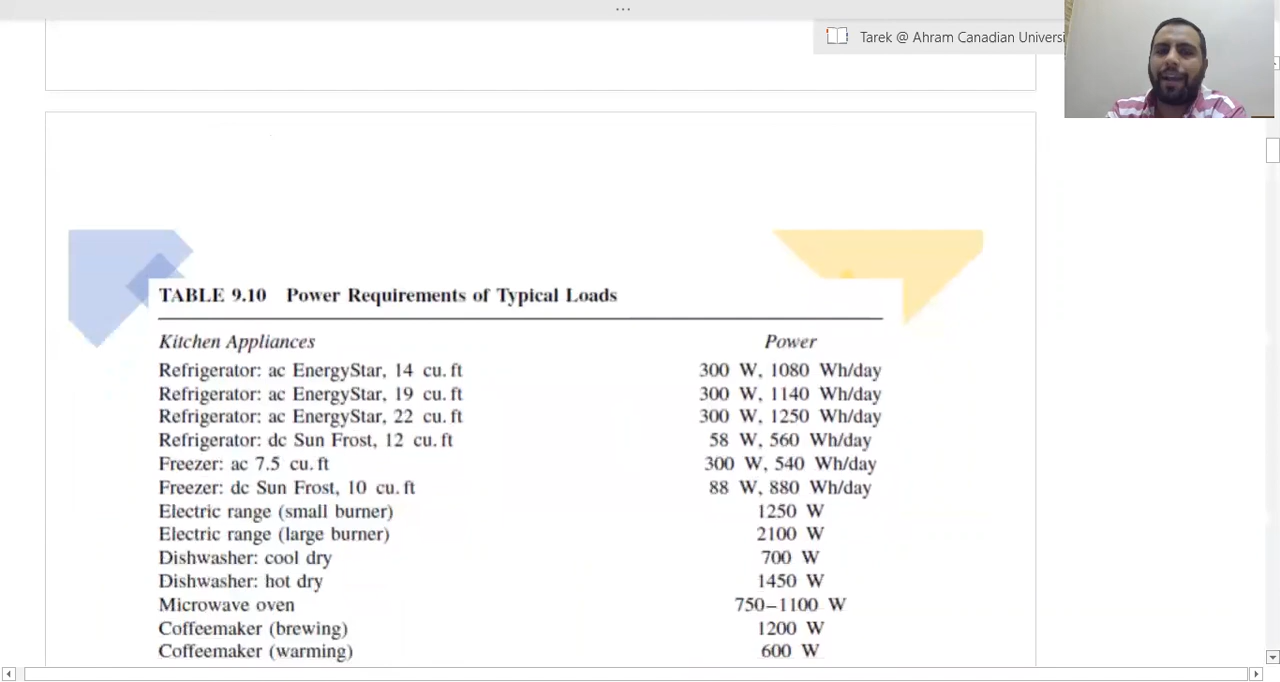 ...
Tarek @ Ahram Canadian Universi
TABLE 9.10 Power Requirements of Typical Loads
Kitchen Appliances Power
Refrigerator: ac EnergyStar, 14 cu. ft 300 W, 1080 Wh/day
Refrigerator: ac EnergyStar, 19 cu. ft 300 W, 1140 Wh/day
Refrigerator: ac EnergyStar, 22 cu. ft 300 W, 1250 Wh/day
Refrigerator: dc Sun Frost, 12 cu. ft 58 W, 560 Wh/day
Freezer: ac 7.5 cu. ft 300 W, 540 Wh/day
Freezer: dc Sun Frost, 10 cu. ft 88 W, 880 Wh/day
Electric range (small burner) 1250 W
Electric range (large burner) 2100 W
Dishwasher: cool dry 700 W
Dishwasher: hot dry 1450 W
Microwave oven 750–1100 W
Coffeemaker (brewing) 1200 W
Coffeemaker (warming) 600 W